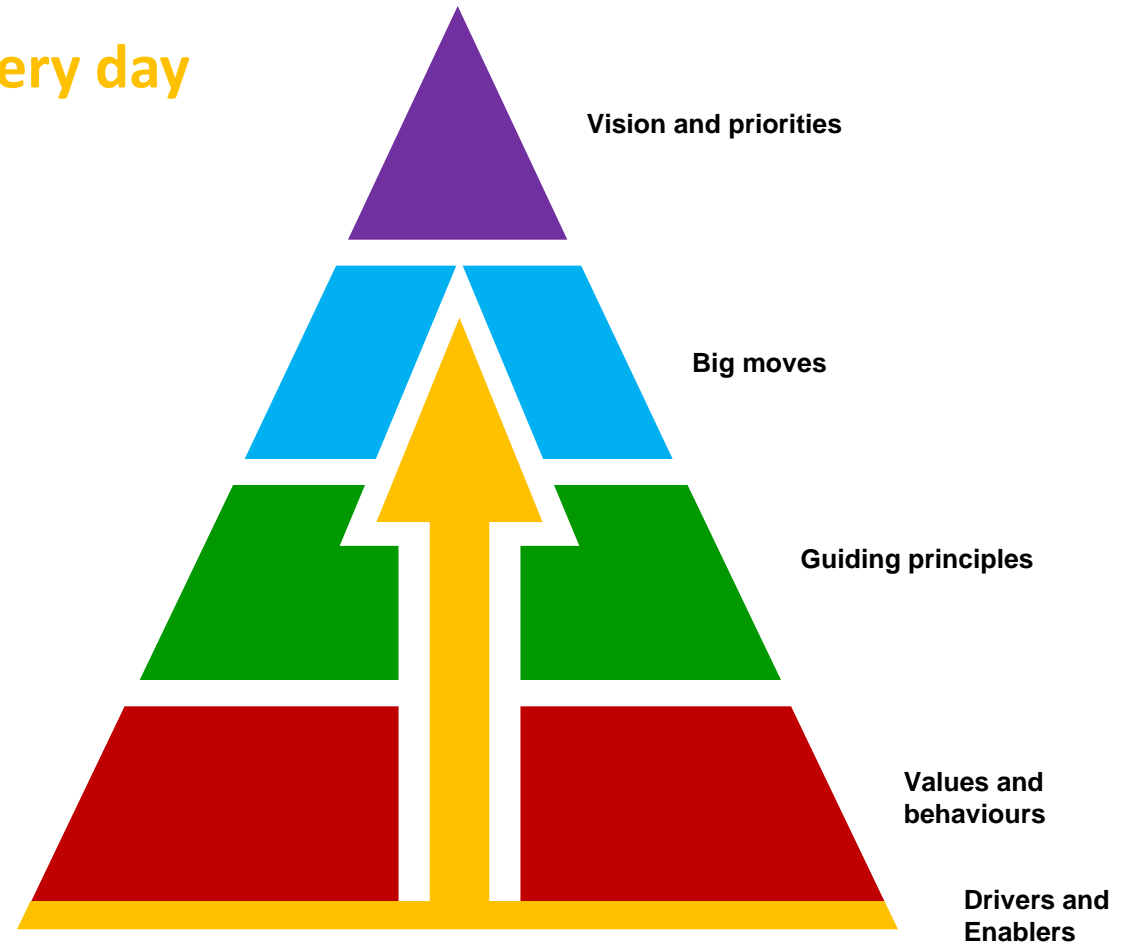 ery day
Vision and priorities
Big moves
Guiding principles
Values and
behaviours
Drivers and
Enablers